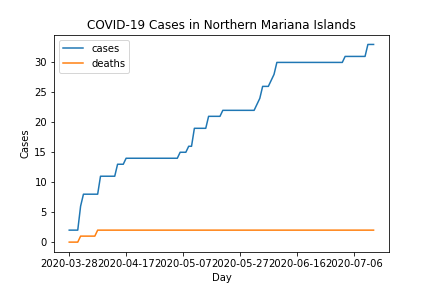 COVID-19 Cases in Northern Mariana Islands
cases
deaths
30
25
20
15
10
5
0
Cases
2020-03-28 2020-04-17 2020-05-07 2020-05-27 2020-06-16 2020-07-06
Day